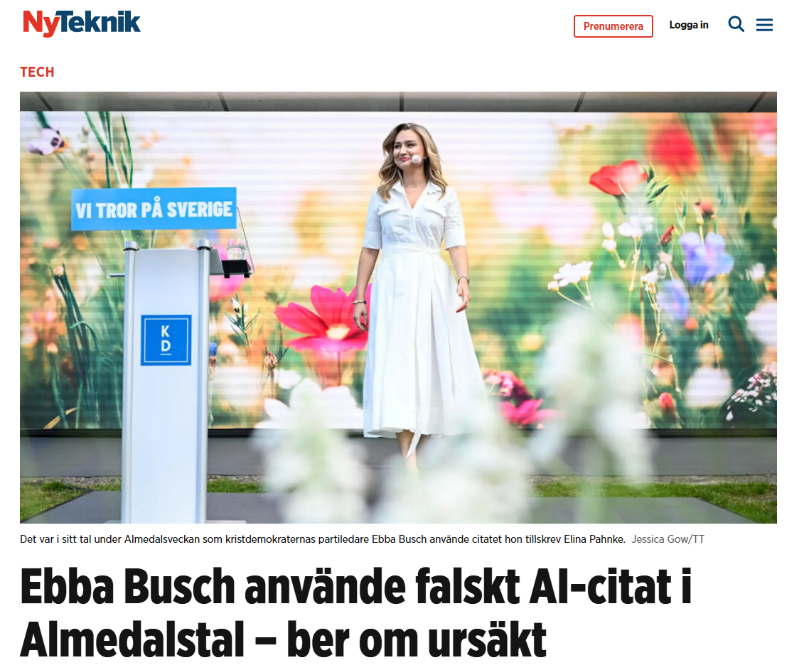 NyTeknik
Prenumerera
Logga in
TECH
VI TROR PÅ SVERIGE
K
D
Det var i sitt tal under Almedalsveckan som kristdemokraternas partiledare Ebba Busch använde citatet hon tillskrev Elina Pahnke. Jessica Gow/TT
Ebba Busch använde falskt AI-citat i
Almedalstal – ber om ursäkt